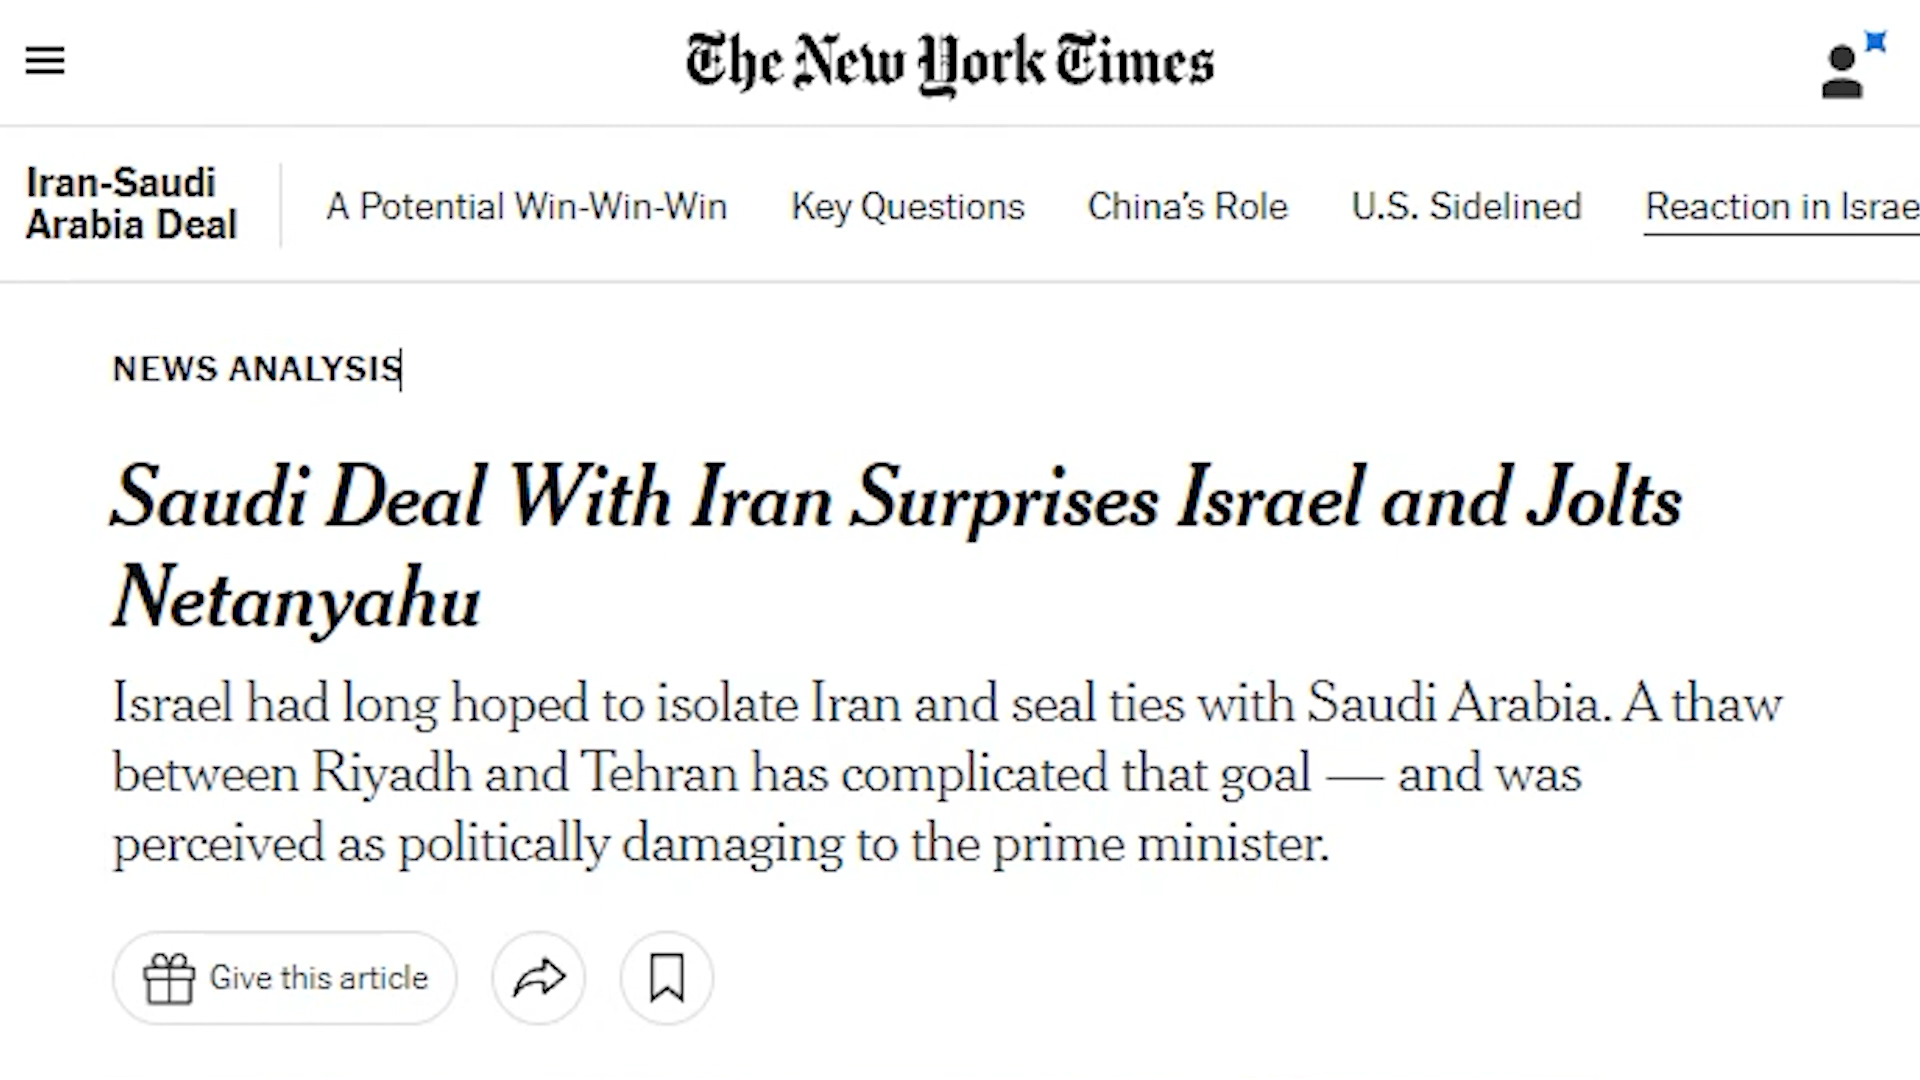 The New York Times
Iran-Saudi
Arabia Deal
A Potential Win-Win-Win
Key Questions
China's Role
U.S. Sidelined
Reaction in Israe
NEWS ANALYSIS
Saudi Deal With Iran Surprises Israel and Jolts
Netanyahu
Israel had long hoped to isolate Iran and seal ties with Saudi Arabia. A thaw
between Riyadh and Tehran has complicated that goal — and was
perceived as politically damaging to the prime minister.
Give this article